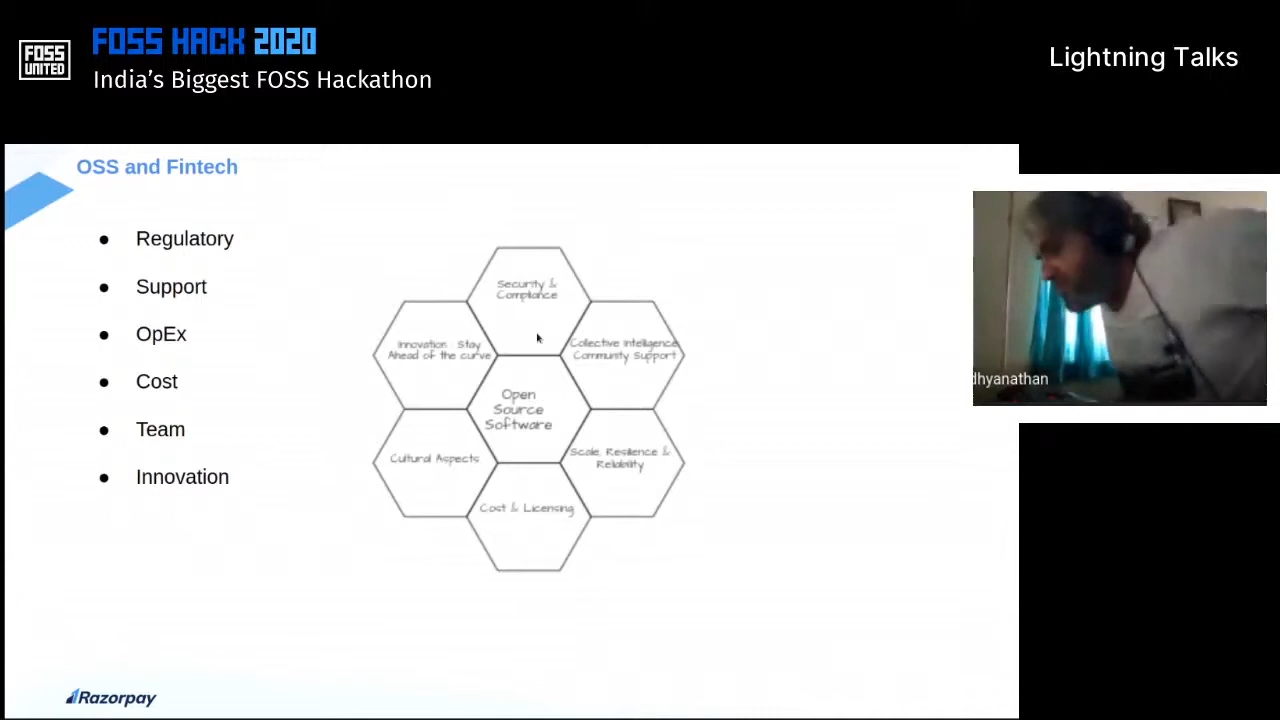 FOSS
UNITED
FOSS HACK 2020
India's Biggest FOSS Hackathon
Lightning Talks
OSS and Fintech
● Regulatory
● Support
● OpEx
● Cost
● Team
● Innovation
Security &
Compliance
Innovation : Stay
Ahead of the curve
Collective Intelligence
Community Support
Open
Source
Software
Cultural Aspects
Scale, Resilience &
Reliability
Cost & Licensing
dhyanathan
Razorpay